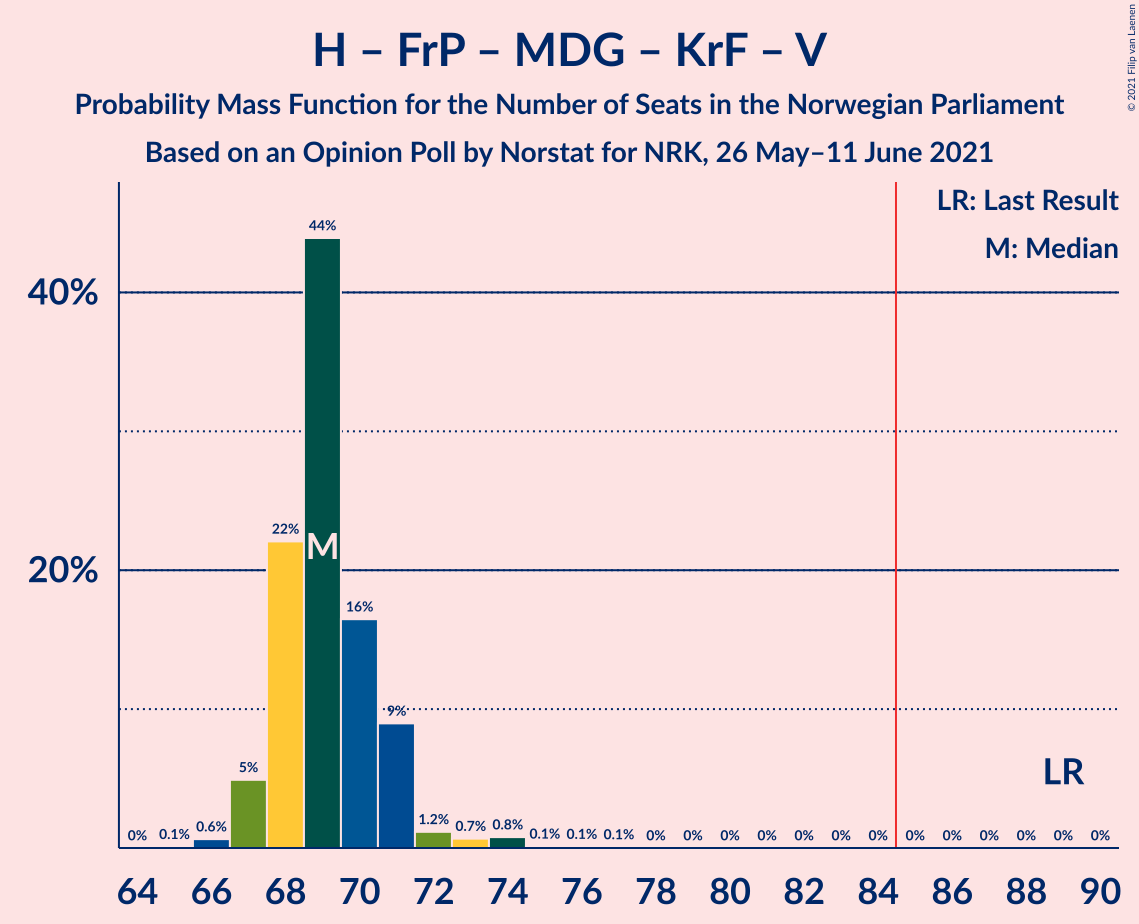 H – FrP – MDG – KrF – V
Probability Mass Function for the Number of Seats in the Norwegian Parliament
Based on an Opinion Poll by Norstat for NRK, 26 May–11 June 2021
© 2021 Filip van Laenen
LR: Last Result
M: Median
44%
40%
22%
M
20%
16%
9%
LR
5%
0% 0.1% 0.6% 1.2% 0.7% 0.8% 0.1% 0.1% 0.1% 0% 0% 0% 0% 0% 0% 0% 0% 0% 0% 0% 0% 0%
64 66 68 70 72 74 76 78 80 82 84 86 88 90